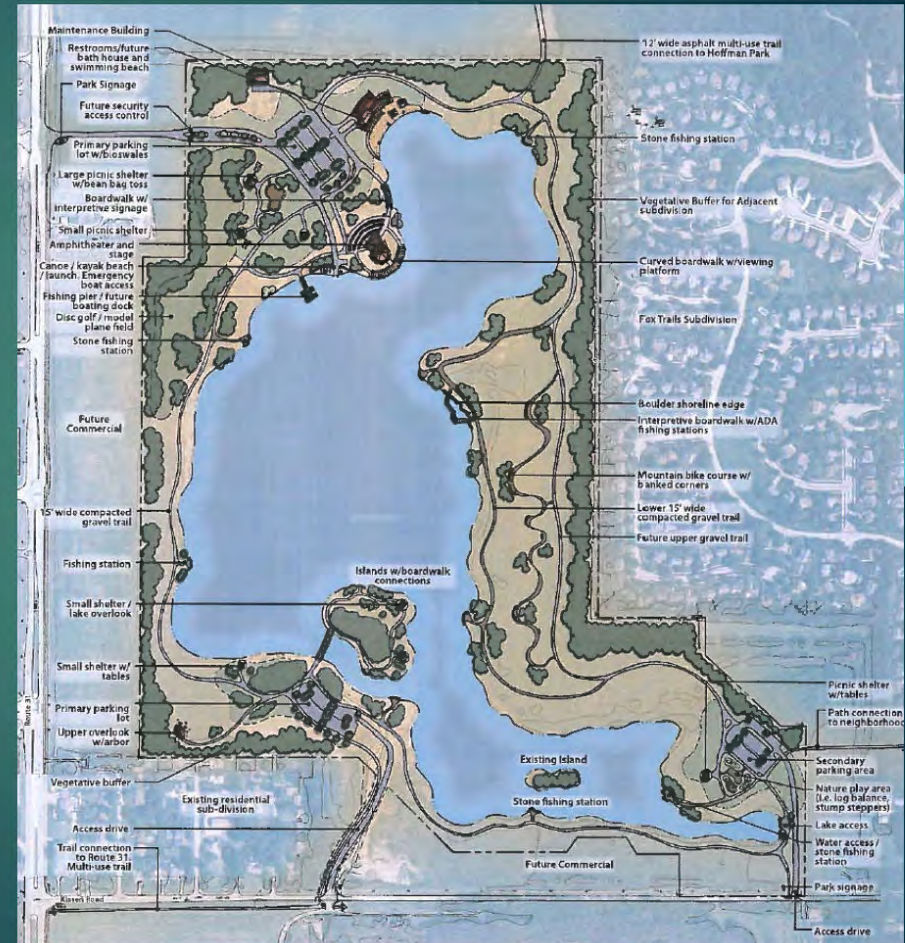 Maintenance Building
Restrooms/future
bath house and
swimming beach
Park Signage
Future security
access control
Primary parking
lot w/bioswales
Large picnic shelter
w/bean bag toss
Boardwalk w/
interpretive signage
Small picnic shelter
Amphitheater and
stage
Canoe / kayak beach
/ launch. Emergency
boat access
Fishing pier / future
boating dock
Disc golf / model
plane field
Stone fishing
station
Future
Commercial
15' wide compacted
gravel trail
Fishing station
Small shelter /
lake overlook
Small shelter w/
tables
Primary parking
lot
Upper overlook
w/arbor
Route 31
Vegetative buffer
Existing residential
sub-division
Access drive
Trail connection
to Route 31.
Multi-use trail
Road
Islands w/boardwalk
connections
Existing Island
Stone fishing station
Future Commercial
12' wide asphalt multi-use trail
connection to Hoffman Park
Stone fishing station
Vegetative Buffer for Adjacent
subdivision
Curved boardwalk w/viewing
platform
Fox Trails Subdivision
Boulder shoreline edge
Interpretive boardwalk w/ADA
fishing stations
Mountain bike course w/
banked corners
Lower 15' wide
compacted gravel trail
Future upper gravel trail
Picnic shelter
w/tables
Path connection
to neighborhood
Secondary
parking area
Nature play area
(i.e. log balance,
stump steppers)
Lake access
Water access /
stone fishing
station
Park signage
Access drive